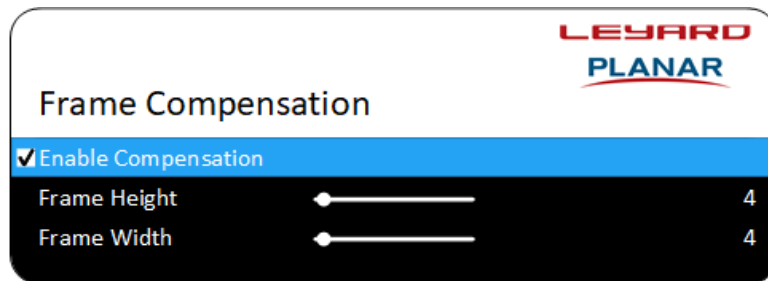 LEYARD
PLANAR
Frame Compensation
Enable Compensation
Frame Height 4
Frame Width 4